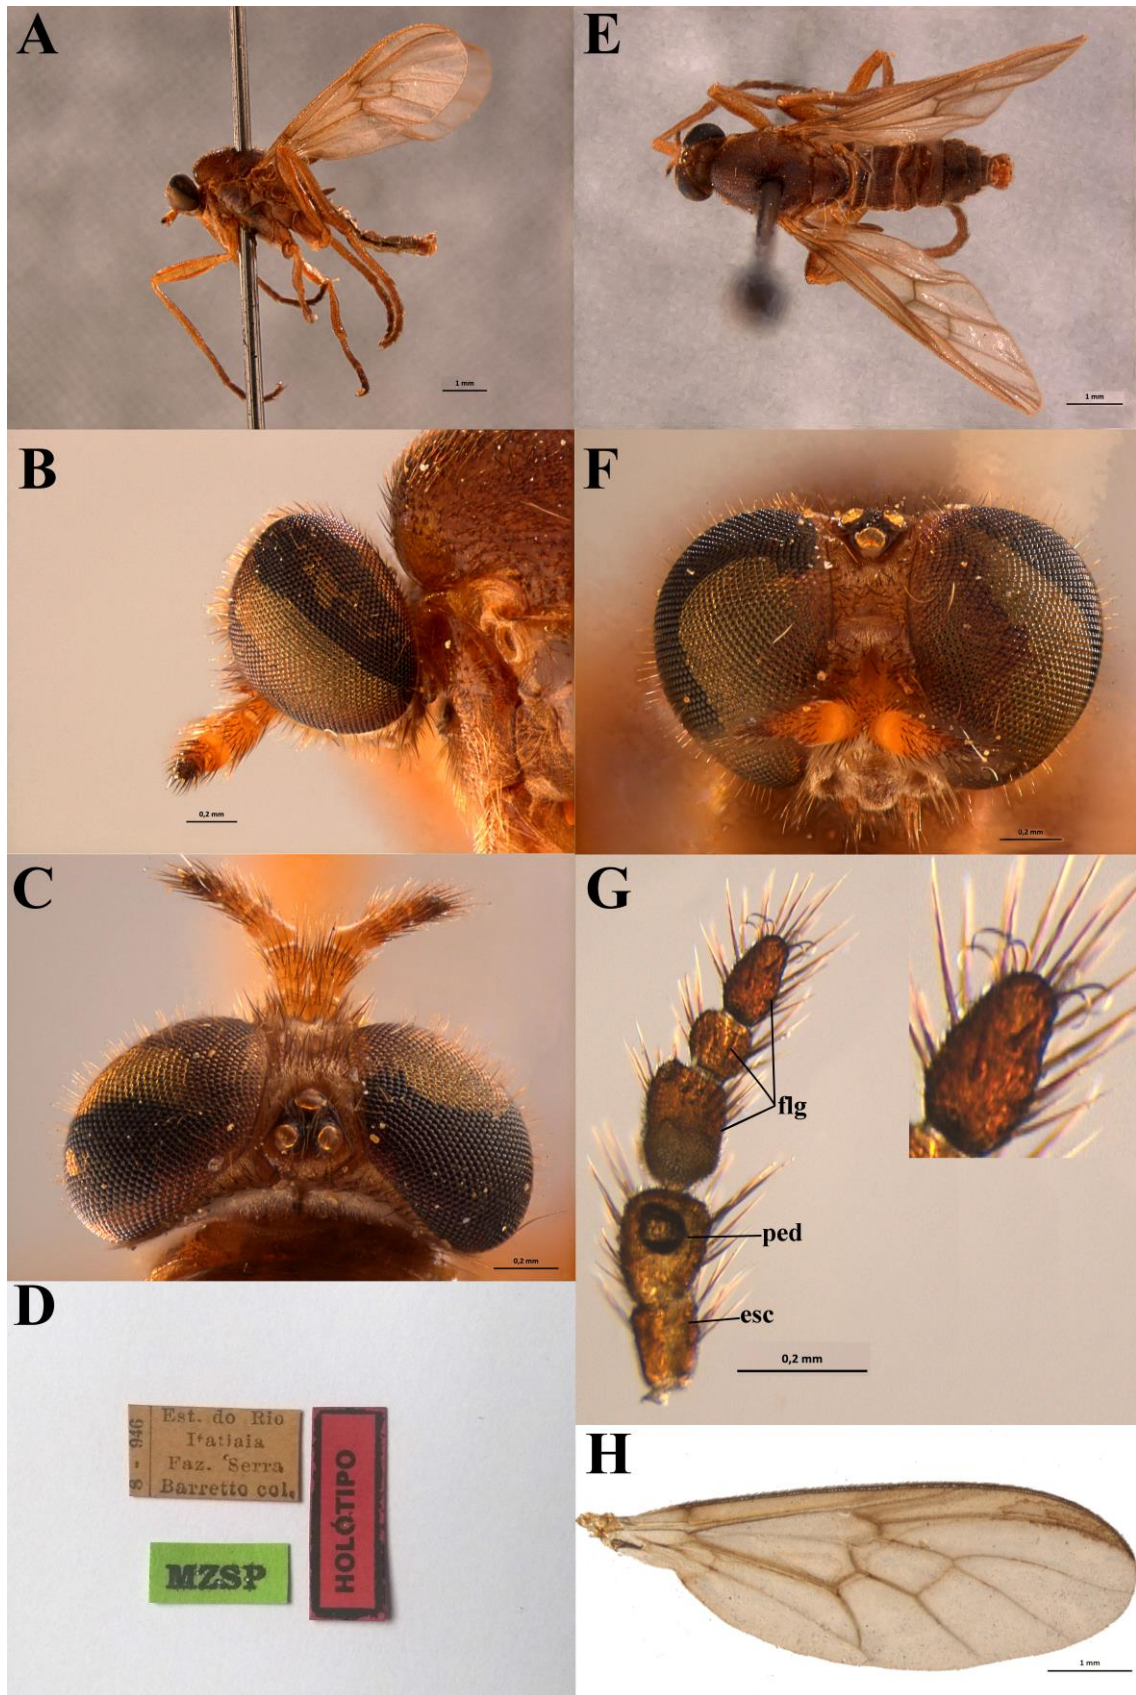 A
1 mm
E
1 mm
B
0,2 mm
F
0,2 mm
C
0,2 mm
G
flg
ped
esc
0,2 mm
D
8 - 946
Est. do Rio
Itatiaia
Faz. Serra
Barretto col.
MZSP
HOLÓTIPO
H
1 mm